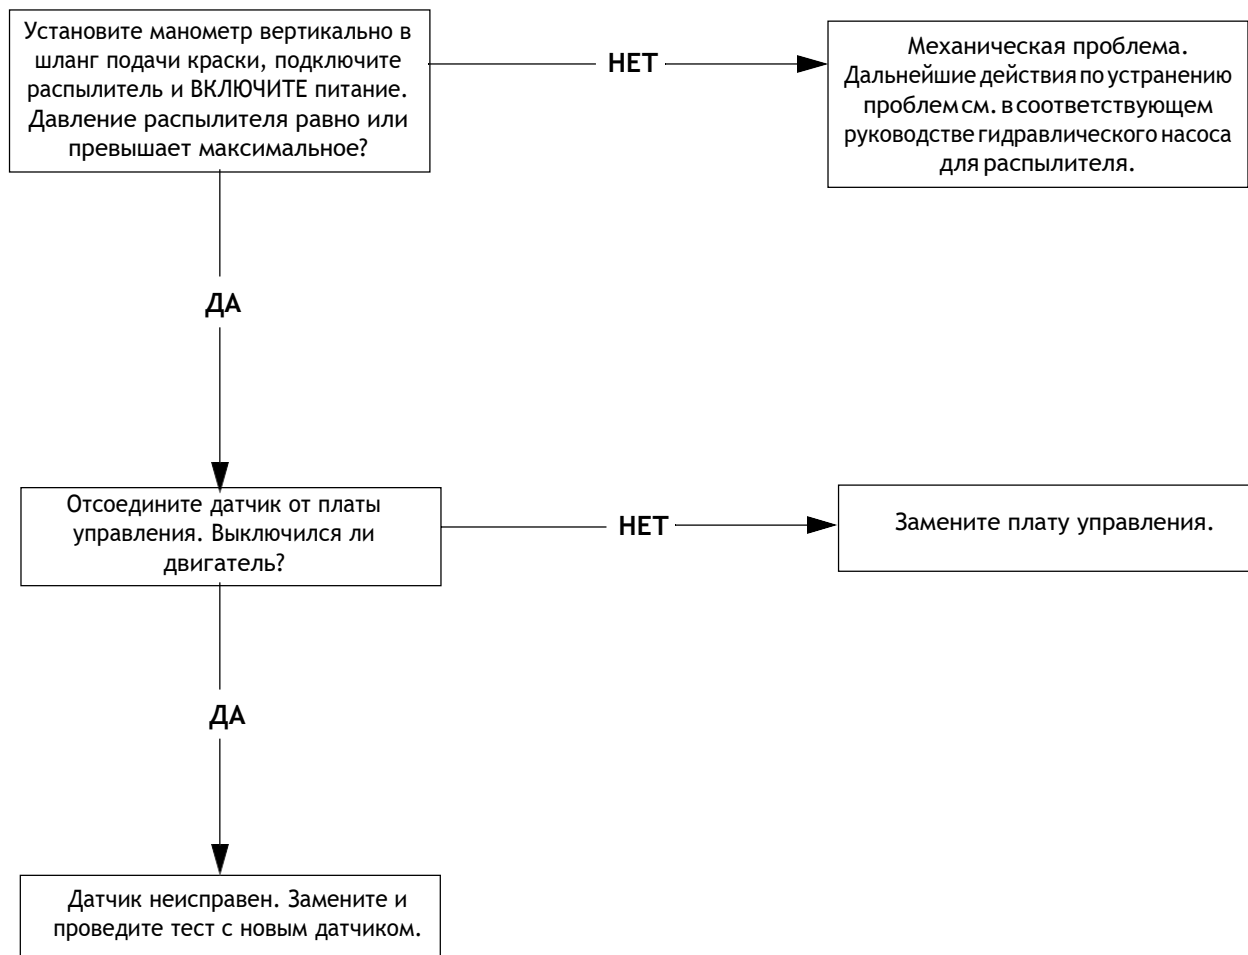 Установите манометр вертикально в
шланг подачи краски, подключите
распылитель и ВКЛЮЧИТЕ питание.
Давление распылителя равно или
превышает максимальное?
НЕТ
Механическая проблема.
Дальнейшие действия по устранению
проблем см. в соответствующем
руководстве гидравлического насоса
для распылителя.
ДА
Отсоедините датчик от платы
управления. Выключился ли
двигатель?
НЕТ
Замените плату управления.
ДА
Датчик неисправен. Замените и
проведите тест с новым датчиком.